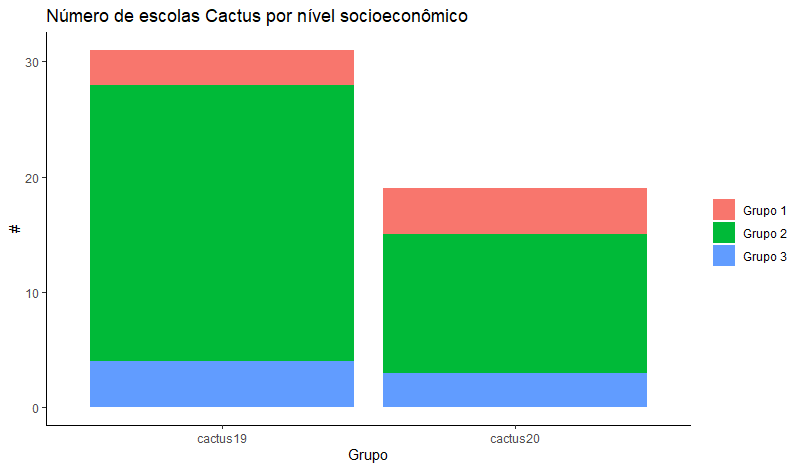 Número de escolas Cactus por nível socioeconômico
30
20
10
0
#
cactus19
cactus20
Grupo
Grupo 1
Grupo 2
Grupo 3